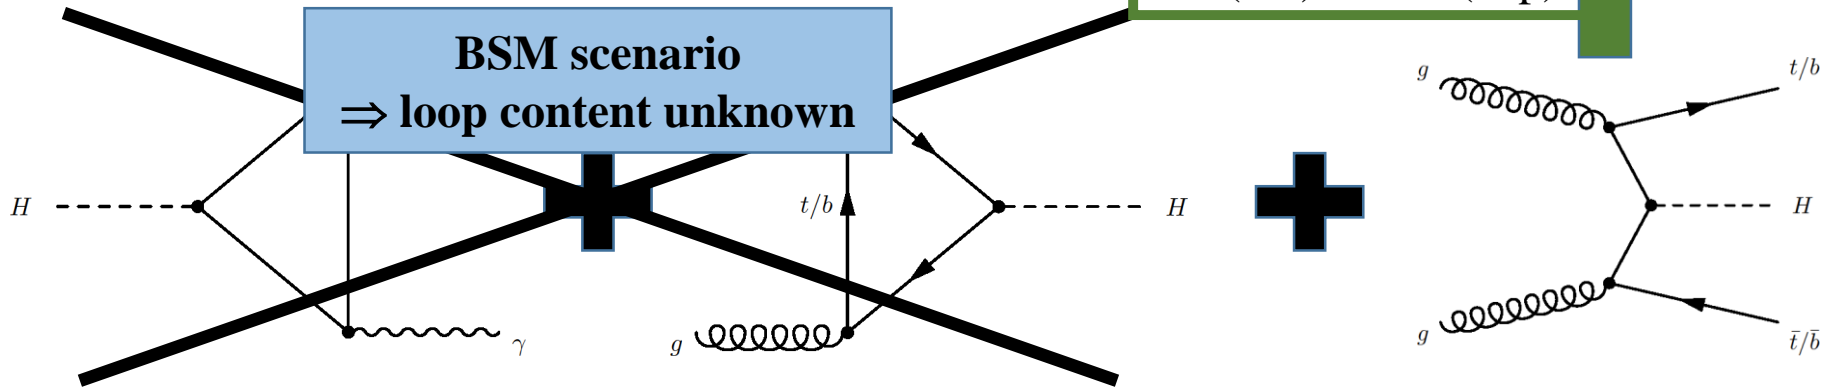 BSM scenario
⇒ loop content unknown
g
t/b
H
t/b
H
H
γ
g
g
t̄/b̄